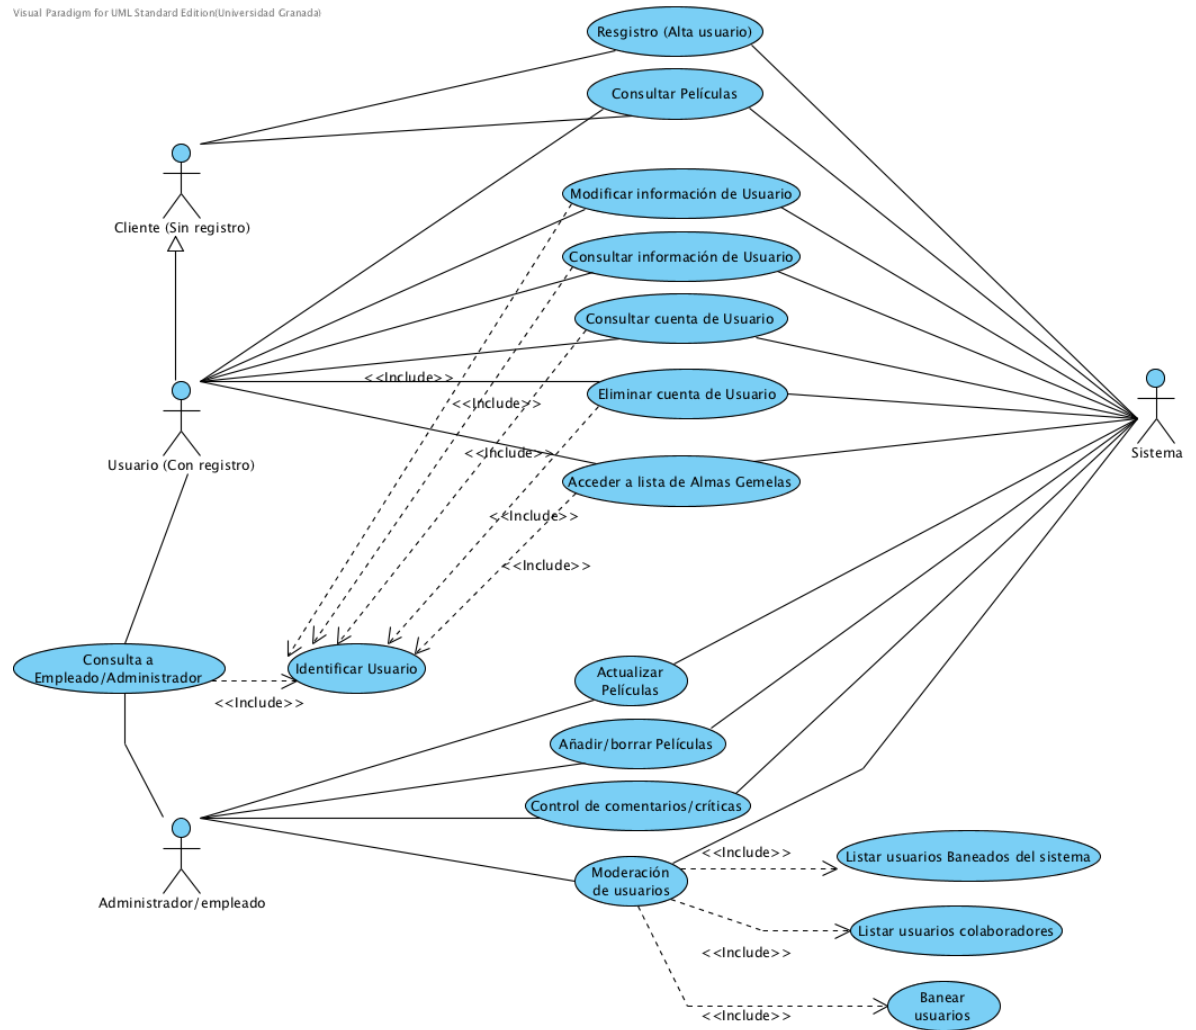 Visual Paradigm for UML Standard Edition(Universidad Granada)
Resgistro (Alta usuario)
Consultar Películas
Cliente (Sin registro)
Modificar información de Usuario
Consultar información de Usuario
Consultar cuenta de Usuario
<<Include>>
Eliminar cuenta de Usuario
<<Include>>
Usuario (Con registro)
<<Include>>
Sistema
Acceder a lista de Almas Gemelas
<<Include>>
<<Include>>
Consulta a
Empleado/Administrador
Identificar Usuario
<<Include>>
Actualizar
Películas
Añadir/borrar Películas
Control de comentarios/críticas
Administrador/empleado
Moderación
de usuarios
<<Include>>
Listar usuarios Baneados del sistema
Listar usuarios colaboradores
<<Include>>
Banear
usuarios
<<Include>>